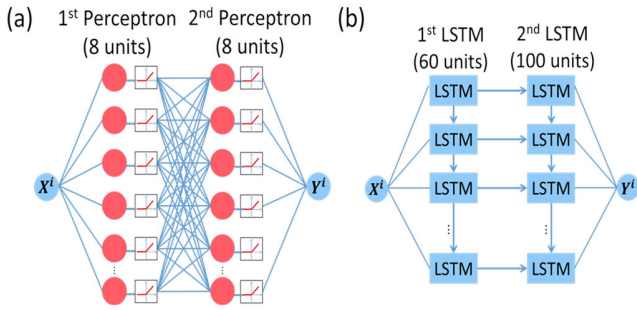 (a)
1st Perceptron
(8 units)
2nd Perceptron
(8 units)
Xi
⋮
⋮
Yi
(b)
1st LSTM
(60 units)
2nd LSTM
(100 units)
LSTM
LSTM
LSTM
LSTM
Xi
LSTM
LSTM
Yi
⋮
⋮
LSTM
LSTM